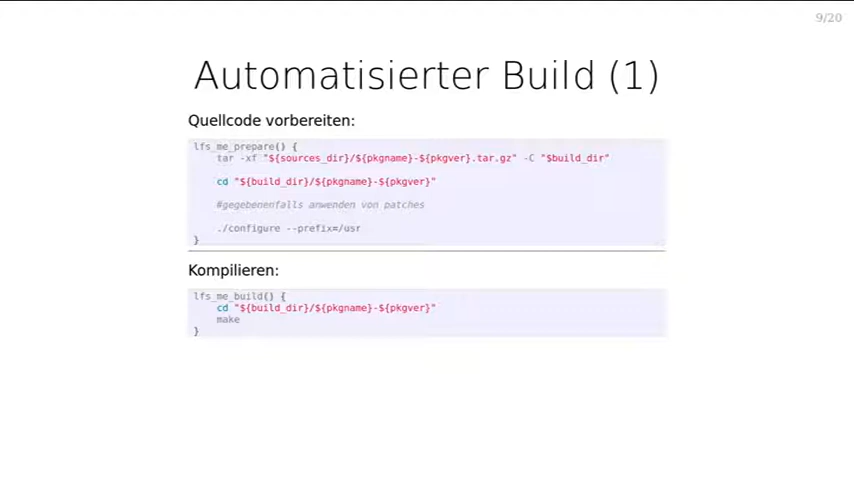 9/20
Automatisierter Build (1)
Quellcode vorbereiten:
lfs_me_prepare() {
tar -xf "${sources_dir}/${pkgname}-${pkgver}.tar.gz" -C "$build_dir"
cd "${build_dir}/${pkgname}-${pkgver}"
#gegebenenfalls anwenden von patches
./configure --prefix=/usr
}
Kompilieren:
lfs_me_build() {
cd "${build_dir}/${pkgname}-${pkgver}"
make
}